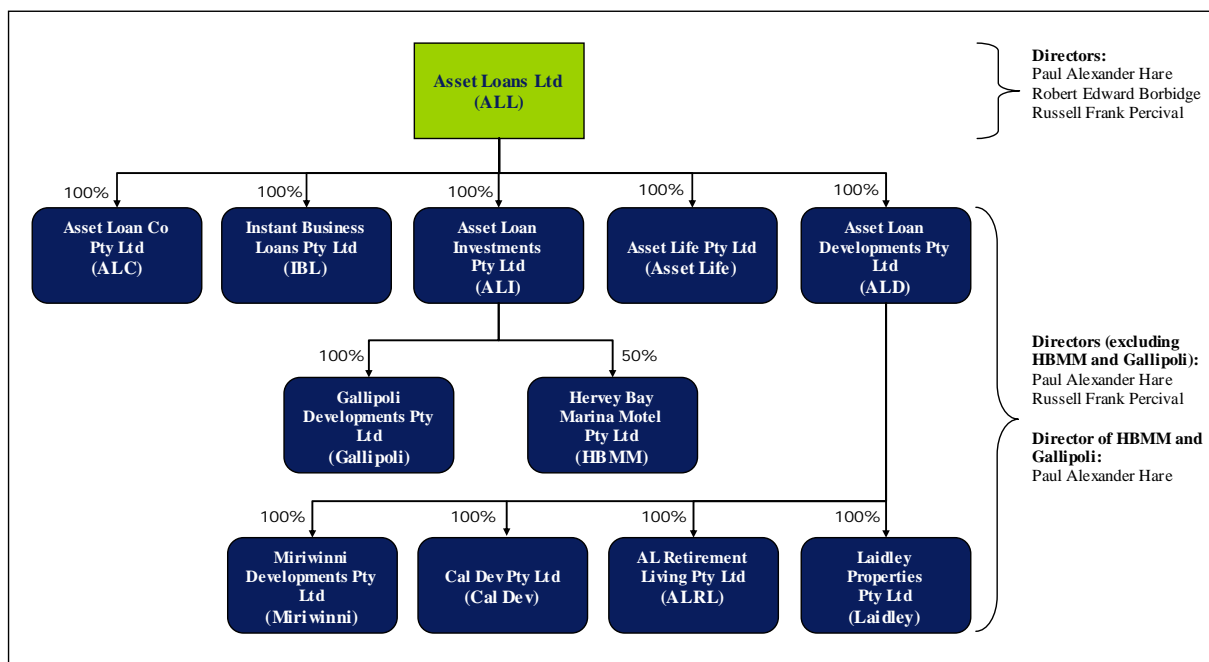 Asset Loans Ltd
(ALL)
Directors:
Paul Alexander Hare
Robert Edward Borbidge
Russell Frank Percival
100%
100%
100%
100%
100%
Asset Loan Co
Pty Ltd
(ALC)
Instant Business
Loans Pty Ltd
(IBL)
Asset Loan
Investments
Pty Ltd
(ALI)
Asset Life Pty Ltd
(Asset Life)
Asset Loan
Developments Pty
Ltd
(ALD)
100%
50%
Gallipoli
Developments Pty
Ltd
(Gallipoli)
Hervey Bay
Marina Motel
Pty Ltd
(HBMM)
Directors (excluding
HBMM and Gallipoli):
Paul Alexander Hare
Russell Frank Percival
Director of HBMM and
Gallipoli:
Paul Alexander Hare
100%
100%
100%
100%
Miriwinni
Developments Pty
Ltd
(Miriwinni)
Cal Dev Pty Ltd
(Cal Dev)
AL Retirement
Living Pty Ltd
(ALRL)
Laidley
Properties
Pty Ltd
(Laidley)